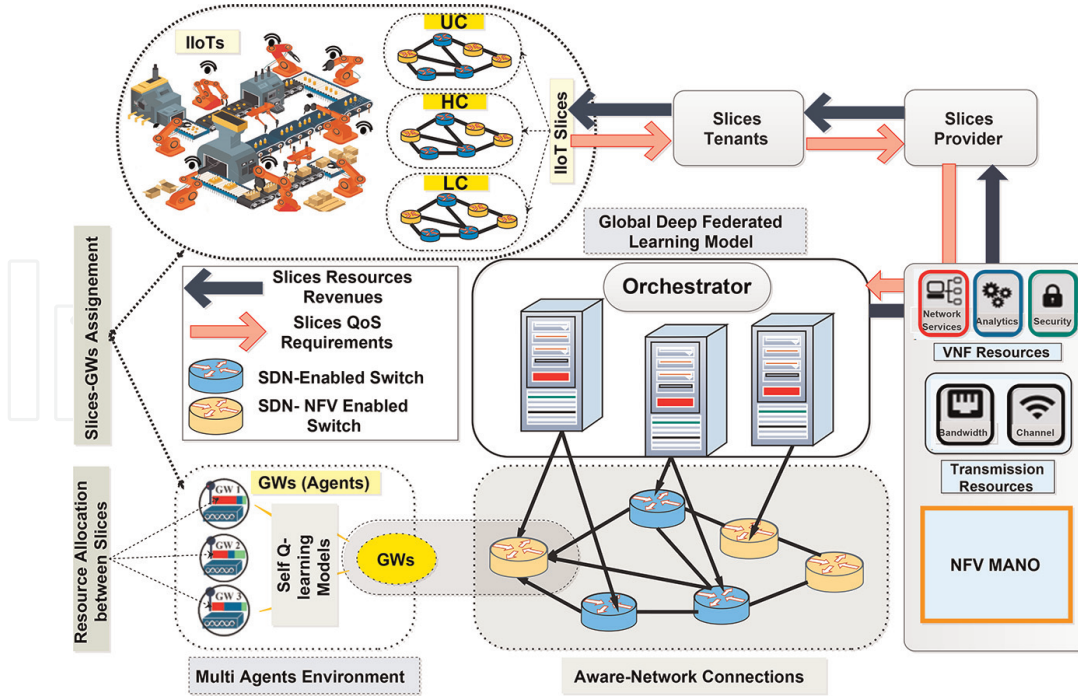 IIoTs
UC
HC
LC
IIoT Slices
Slices
Tenants
Slices
Provider
Global Deep Federated
Learning Model
Slices-GWs Assignement
Slices Resources
Revenues
Slices QoS
Requirements
SDN-Enabled Switch
SDN- NFV Enabled
Switch
Orchestrator
Network
Services
Analytics
Security
VNF Resources
Bandwidth
Channel
Transmission
Resources
NFV MANO
Resource Allocation
between Slices
GW 1
GW 2
GW 3
GWs (Agents)
Self Q-
learning
Models
GWs
Multi Agents Environment
Aware-Network Connections